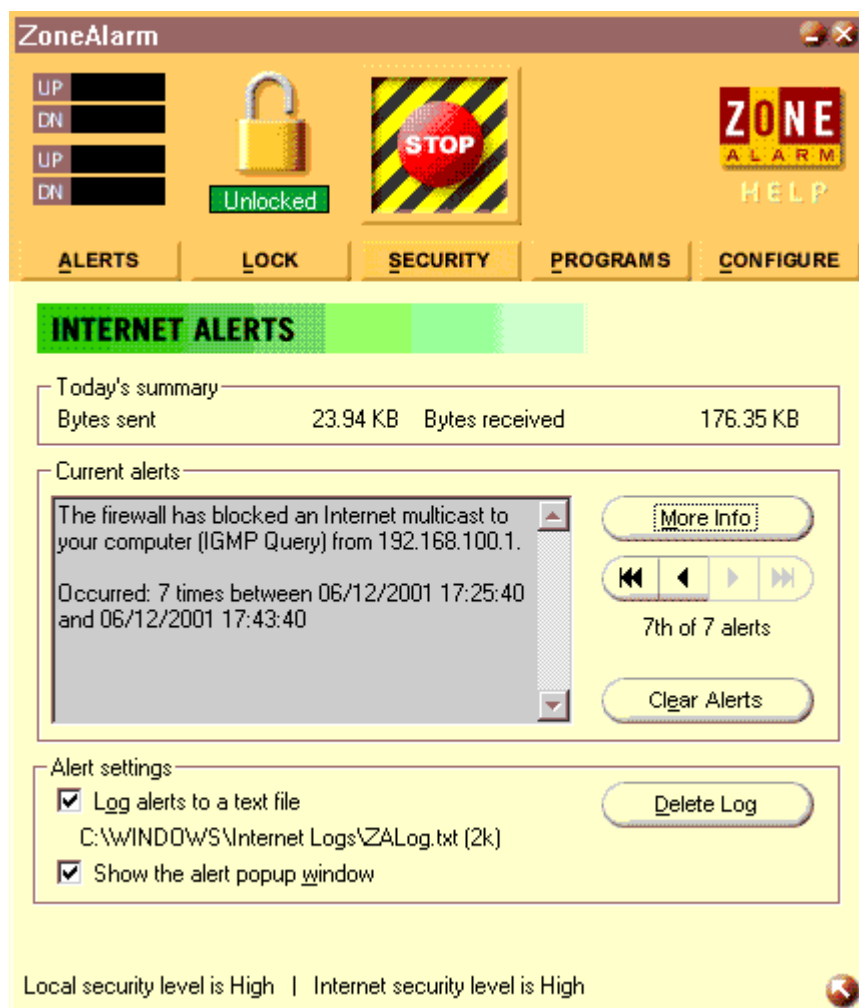 ZoneAlarm
UP
DN
UP
DN
Unlocked
STOP
ZONE
ALARM
HELP
ALERTS LOCK SECURITY PROGRAMS CONFIGURE
INTERNET ALERTS
Today's summary
Bytes sent 23.94 KB Bytes received 176.35 KB
Current alerts
The firewall has blocked an Internet multicast to
your computer (IGMP Query) from 192.168.100.1.
Occurred: 7 times between 06/12/2001 17:25:40
and 06/12/2001 17:43:40
More Info
7th of 7 alerts
Clear Alerts
Alert settings
Log alerts to a text file
Delete Log
C:\WINDOWS\Internet Logs\ZALog.txt (2k)
Show the alert popup window
Local security level is High | Internet security level is High